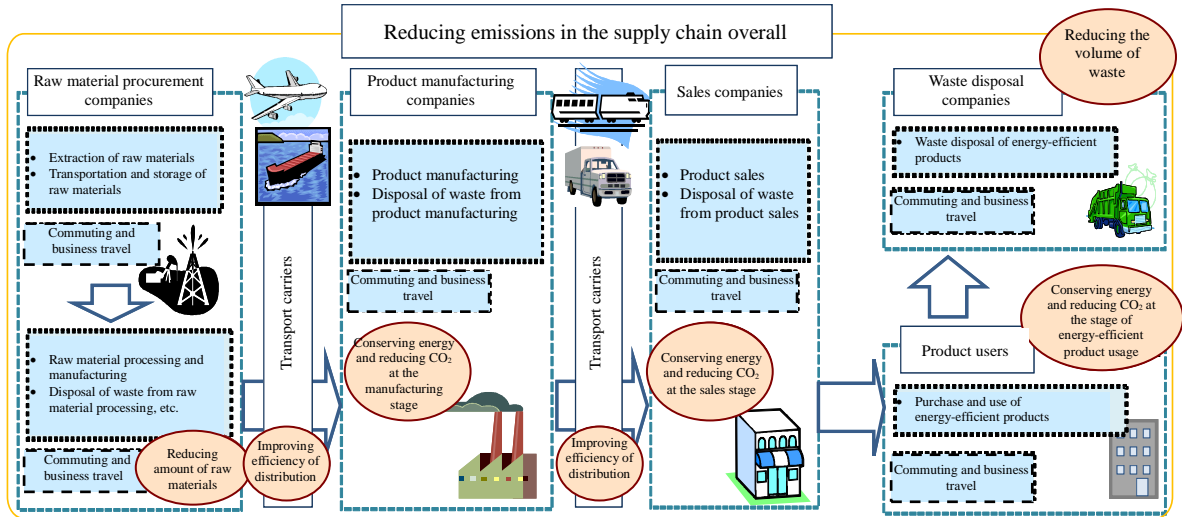 Reducing emissions in the supply chain overall
Reducing the
volume of
waste
Raw material procurement
companies
• Extraction of raw materials
• Transportation and storage of
raw materials
Commuting and
business travel
• Raw material processing and
manufacturing
• Disposal of waste from raw
material processing, etc.
Commuting and
business travel
Reducing
amount of raw
materials
Transport carriers
Improving
efficiency of
distribution
Product manufacturing
companies
• Product manufacturing
• Disposal of waste from
product manufacturing
Commuting and business
travel
Conserving energy
and reducing CO₂
at the
manufacturing
stage
Transport carriers
Improving
efficiency of
distribution
Sales companies
• Product sales
• Disposal of waste
from product sales
Commuting and business
travel
Conserving energy
and reducing CO₂
at the sales stage
Waste disposal
companies
• Waste disposal of energy-efficient
products
Commuting and business
travel
Conserving energy
and reducing CO₂ at
the stage of
energy-efficient
product usage
Product users
• Purchase and use of
energy-efficient products
Commuting and business
travel